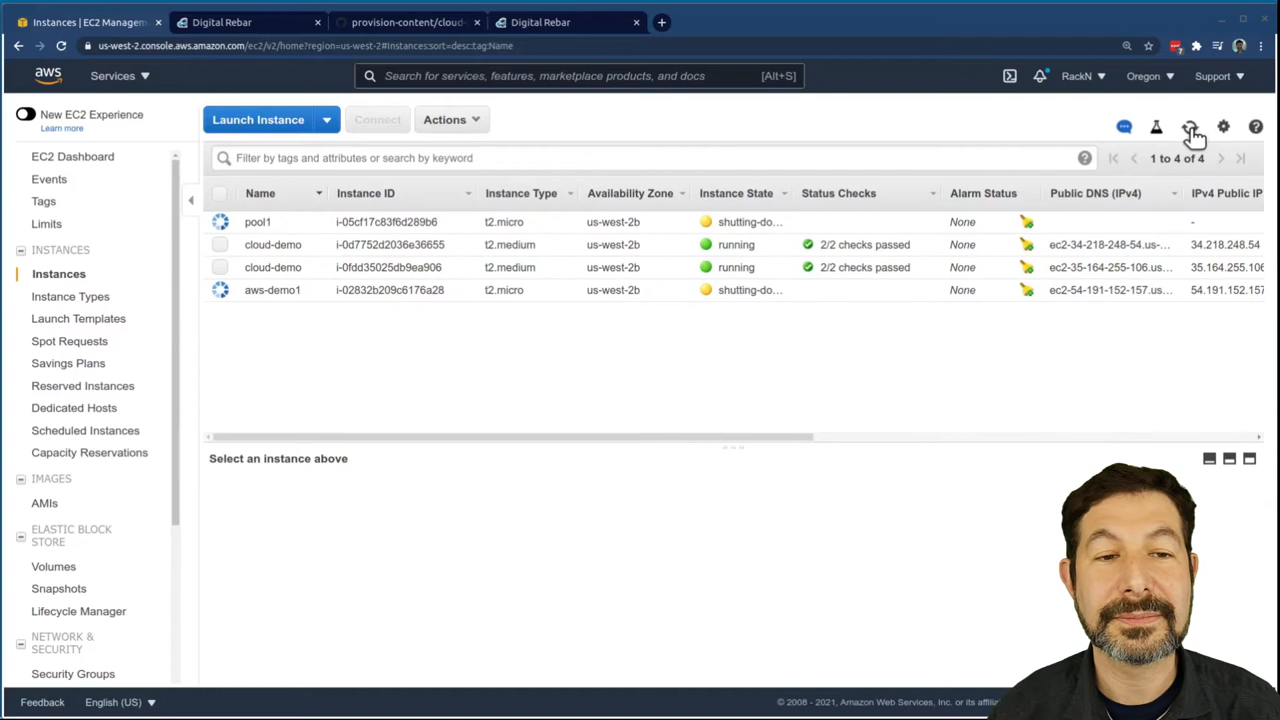 Instances | EC2 Managem
Digital Rebar
provision-content/cloud-
Digital Rebar
us-west-2.console.aws.amazon.com/ec2/v2/home?region=us-west-2#Instances:sort=desc:tag:Name
7
aws
Services
Search for services, features, marketplace products, and docs [Alt+S]
RackN
Oregon
Support
New EC2 Experience
Learn more
Launch Instance
Connect
Actions
EC2 Dashboard
Events
Tags
Limits
INSTANCES
Instances
Instance Types
Launch Templates
Spot Requests
Savings Plans
Reserved Instances
Dedicated Hosts
Scheduled Instances
Capacity Reservations
IMAGES
AMIs
ELASTIC BLOCK
STORE
Volumes
Snapshots
Lifecycle Manager
NETWORK &
SECURITY
Security Groups
Filter by tags and attributes or search by keyword
1 to 4 of 4
Name Instance ID Instance Type Availability Zone Instance State Status Checks Alarm Status Public DNS (IPv4) IPv4 Public IP
pool1 i-05cf17c83f6d289b6 t2.micro us-west-2b shutting-do... None -
cloud-demo i-0d7752d2036e36655 t2.medium us-west-2b running 2/2 checks passed None ec2-34-218-248-54.us-... 34.218.248.54
cloud-demo i-0fdd35025db9ea906 t2.medium us-west-2b running 2/2 checks passed None ec2-35-164-255-106.us... 35.164.255.106
aws-demo1 i-02832b209c6176a28 t2.micro us-west-2b shutting-do... None ec2-54-191-152-157.us... 54.191.152.157
Select an instance above
Feedback
English (US)
© 2008 - 2021, Amazon Web Services, Inc. or its affilia